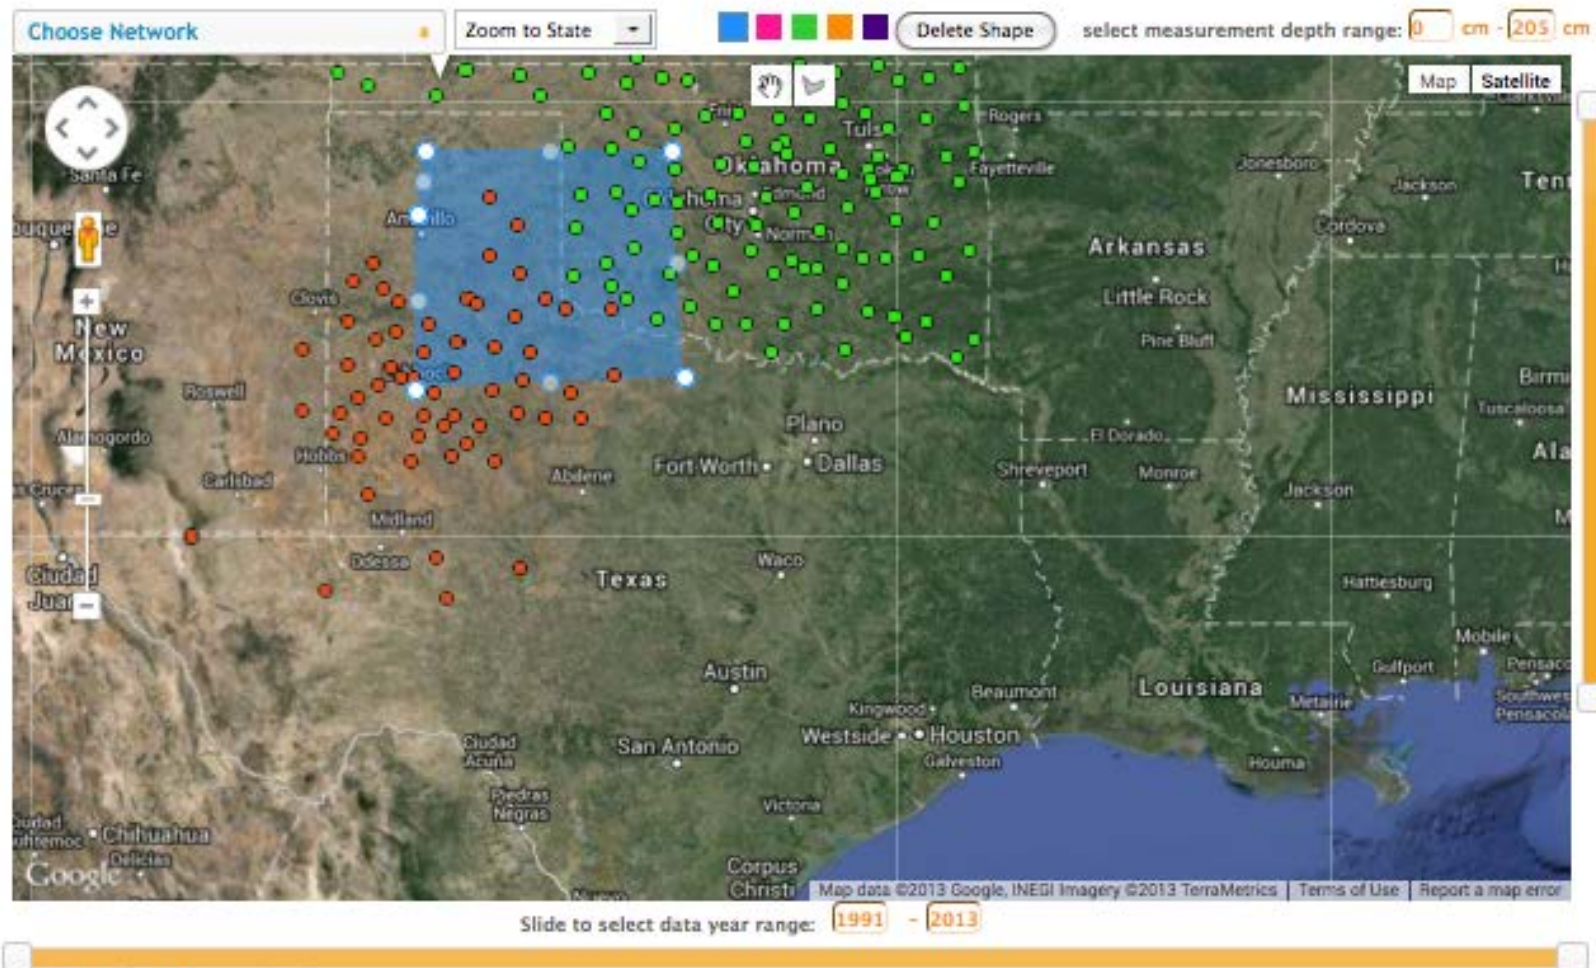 Choose Network
Zoom to State
Delete Shape
select measurement depth range: 0 cm - 205 cm
Map
Satellite
Rogers
Santa Fe
Oklahoma
Fayetteville
Jonesboro
Jackson
Edmond
Oklahoma
City
Norman
Arkansas
Cordova
Clovis
Little Rock
New
Mexico
Pine Bluff
Roswell
Mississippi
Tuscaloosa
Alamogordo
Plano
El Dorado
Hobbs
Abilene
Fort Worth
Dallas
Shreveport
Monroe
Carlsbad
Jackson
Midland
Odessa
Waco
Ciudad
Texas
Hattiesburg
Mobile
Austin
Beaumont
Louisiana
Gulfport
Kingwood
Metairie
Westside
Houston
Ciudad
Acuña
San Antonio
Galveston
Houma
Piedras
Negras
Victoria
Chihuahua
Delicias
Google
Corpus
Christi
Map data ©2013 Google, INEGI Imagery ©2013 TerraMetrics
Terms of Use
Report a map error
Slide to select data year range: 1991 - 2013